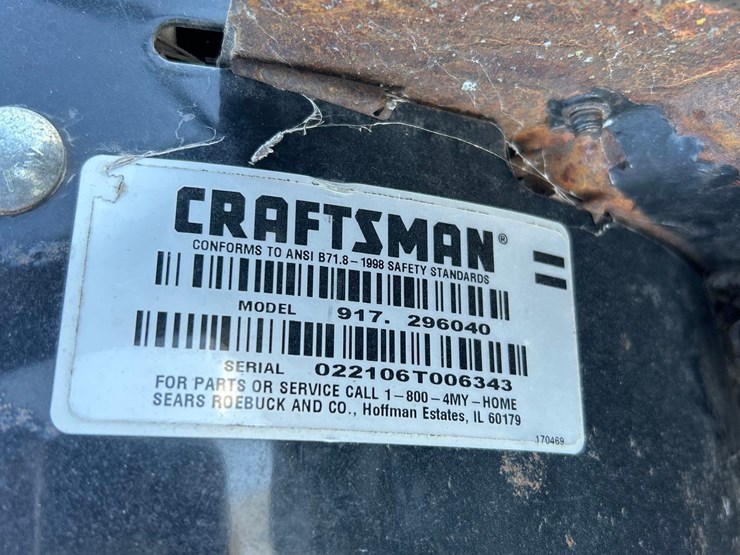 CRAFTSMAN®
CONFORMS TO ANSI B71.8 – 1998 SAFETY STANDARDS
MODEL 917. 296040
SERIAL 022106T006343
FOR PARTS OR SERVICE CALL 1-800-4MY-HOME
SEARS ROEBUCK AND CO., Hoffman Estates, IL 60179
170469